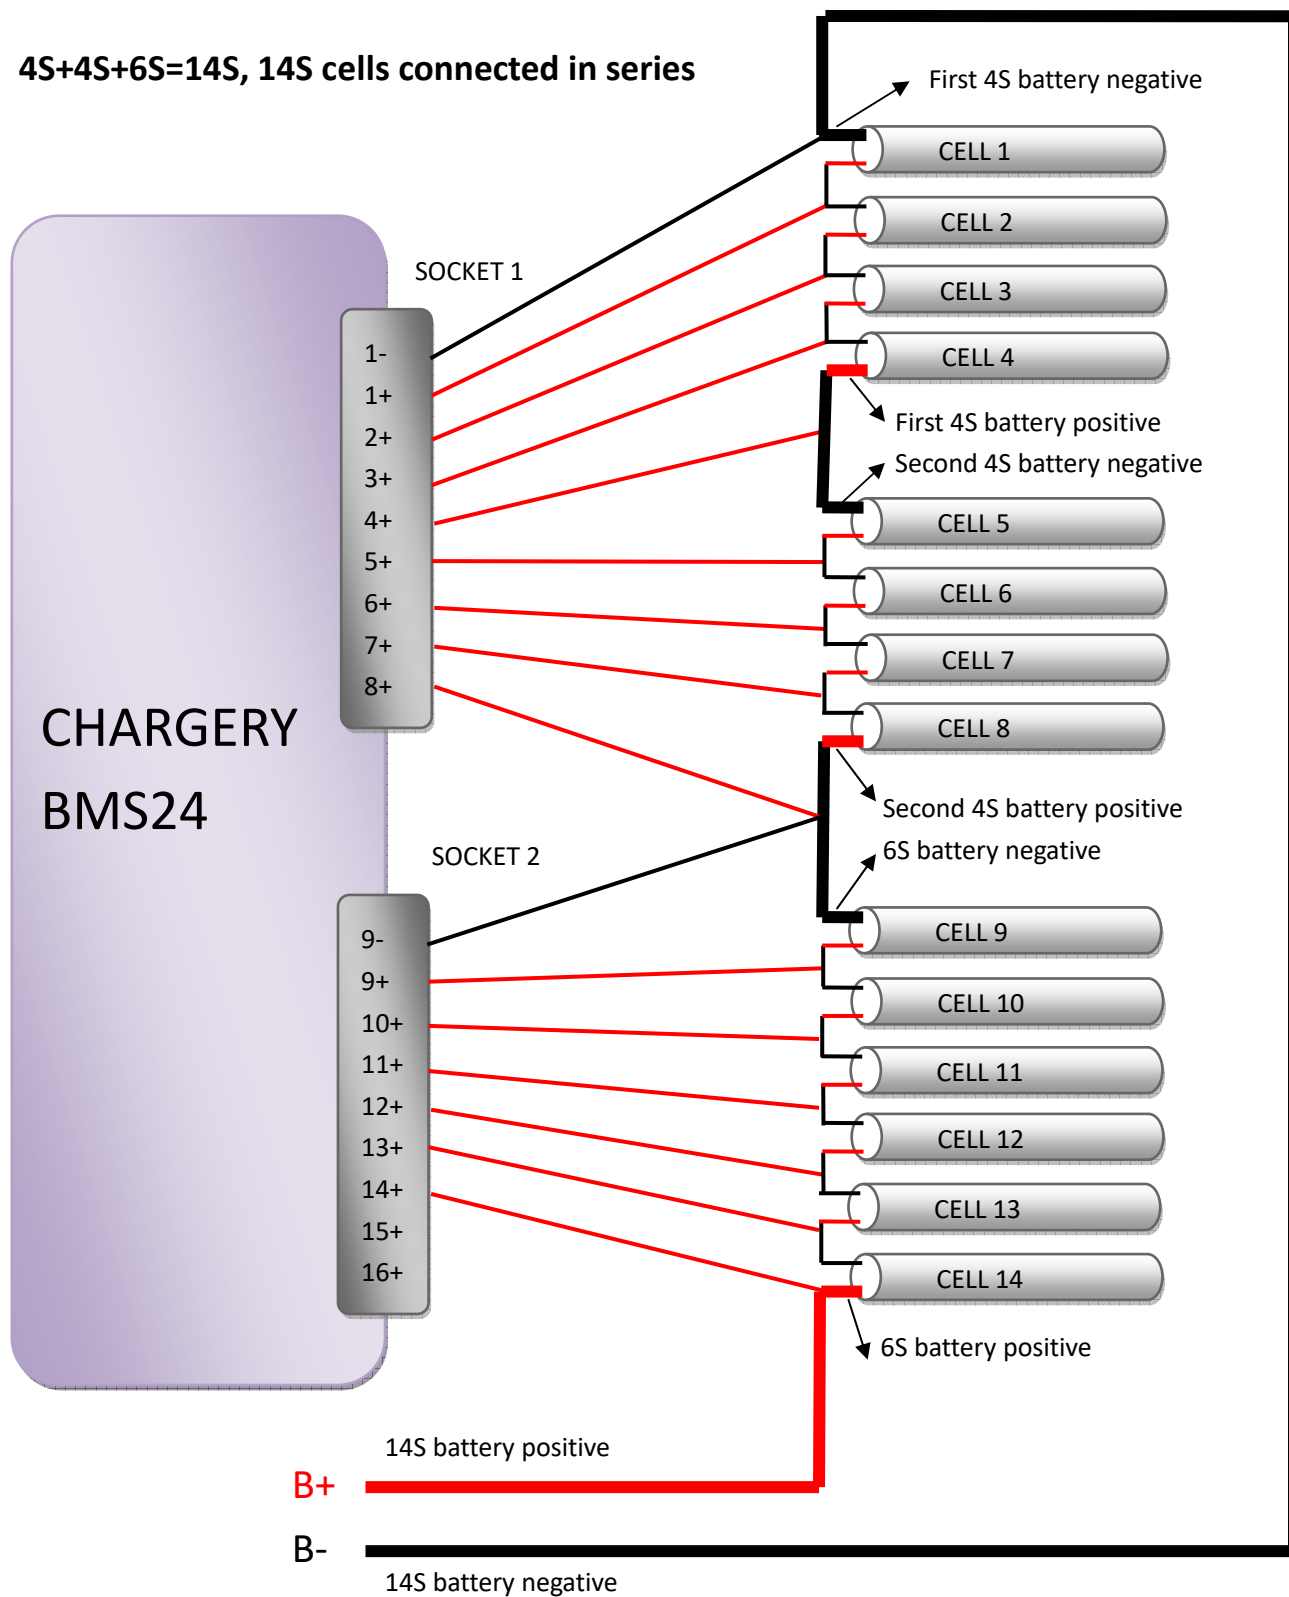 4S+4S+6S=14S, 14S cells connected in series
First 4S battery negative
CELL 1
CELL 2
SOCKET 1
CELL 3
1-
CELL 4
1+
First 4S battery positive
2+
Second 4S battery negative
3+
4+
CELL 5
5+
CELL 6
6+
7+
CELL 7
8+
CHARGERY
BMS24
CELL 8
Second 4S battery positive
SOCKET 2
6S battery negative
9-
CELL 9
9+
CELL 10
10+
11+
CELL 11
12+
CELL 12
13+
14+
CELL 13
15+
16+
CELL 14
6S battery positive
14S battery positive
B+
B-
14S battery negative